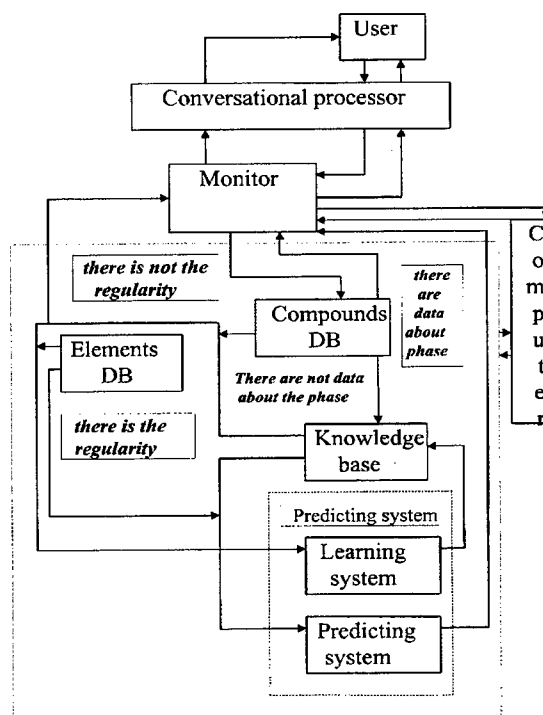 User
Conversational processor
Monitor
there is not the
regularity
there
are
data
about
phase
C
o
m
p
u
t
e
r
Compounds
DB
Elements
DB
There are not data
about the phase
there is the
regularity
Knowledge
base
Predicting system
Learning
system
Predicting
system